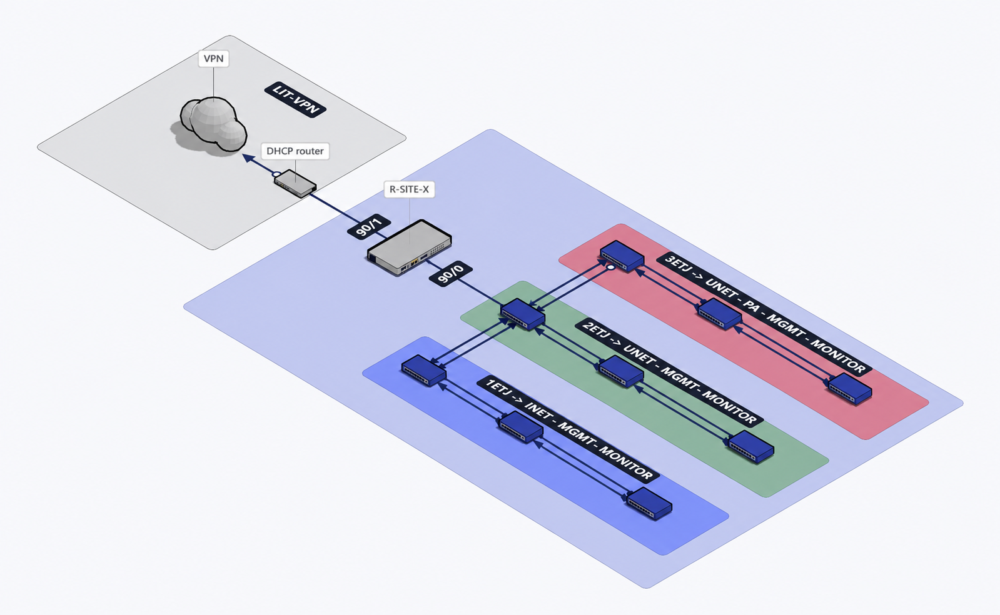 VPN
LIT-VPN
DHCP router
R-SITE-X
90/1
90/0
3ETJ -> UNET - PA - MGMT - MONITOR
2ETJ -> UNET - MGMT- MONITOR
1ETJ -> INET - MGMT- MONITOR